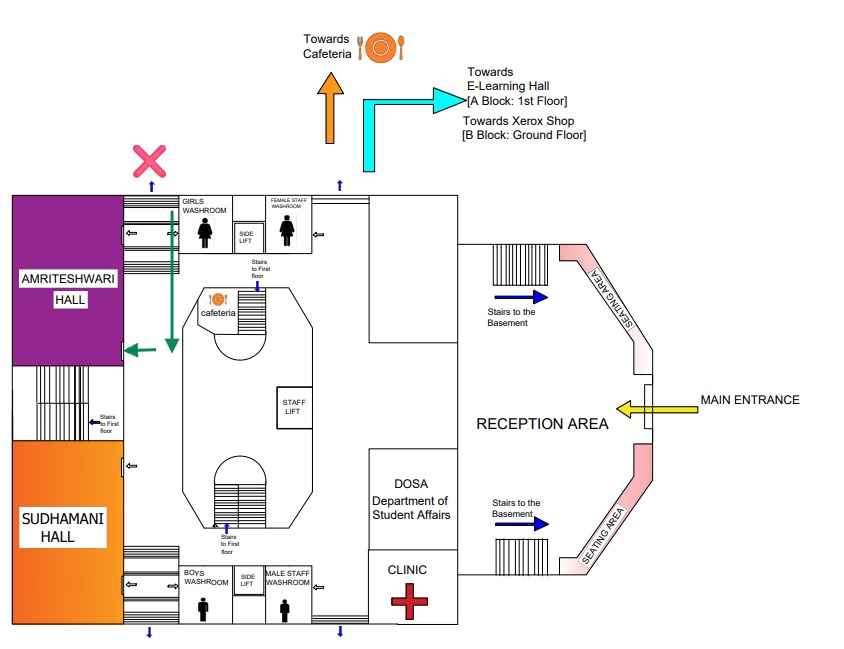 Towards
Cafeteria
Towards
E-Learning Hall
[A Block: 1st Floor]
Towards Xerox Shop
[B Block: Ground Floor]
GIRLS
WASHROOM
SIDE
LIFT
FEMALE STAFF
WASHROOM
AMRITESHWARI
HALL
Stairs
to First
floor
cafeteria
Stairs to the
Basement
SEATING AREA
STAFF
LIFT
MAIN ENTRANCE
RECEPTION AREA
Stairs
to First
floor
SUDHAMANI
HALL
DOSA
Department of
Student Affairs
Stairs to the
Basement
SEATING AREA
Stairs
to First
floor
BOYS
WASHROOM
SIDE
LIFT
MALE STAFF
WASHROOM
CLINIC